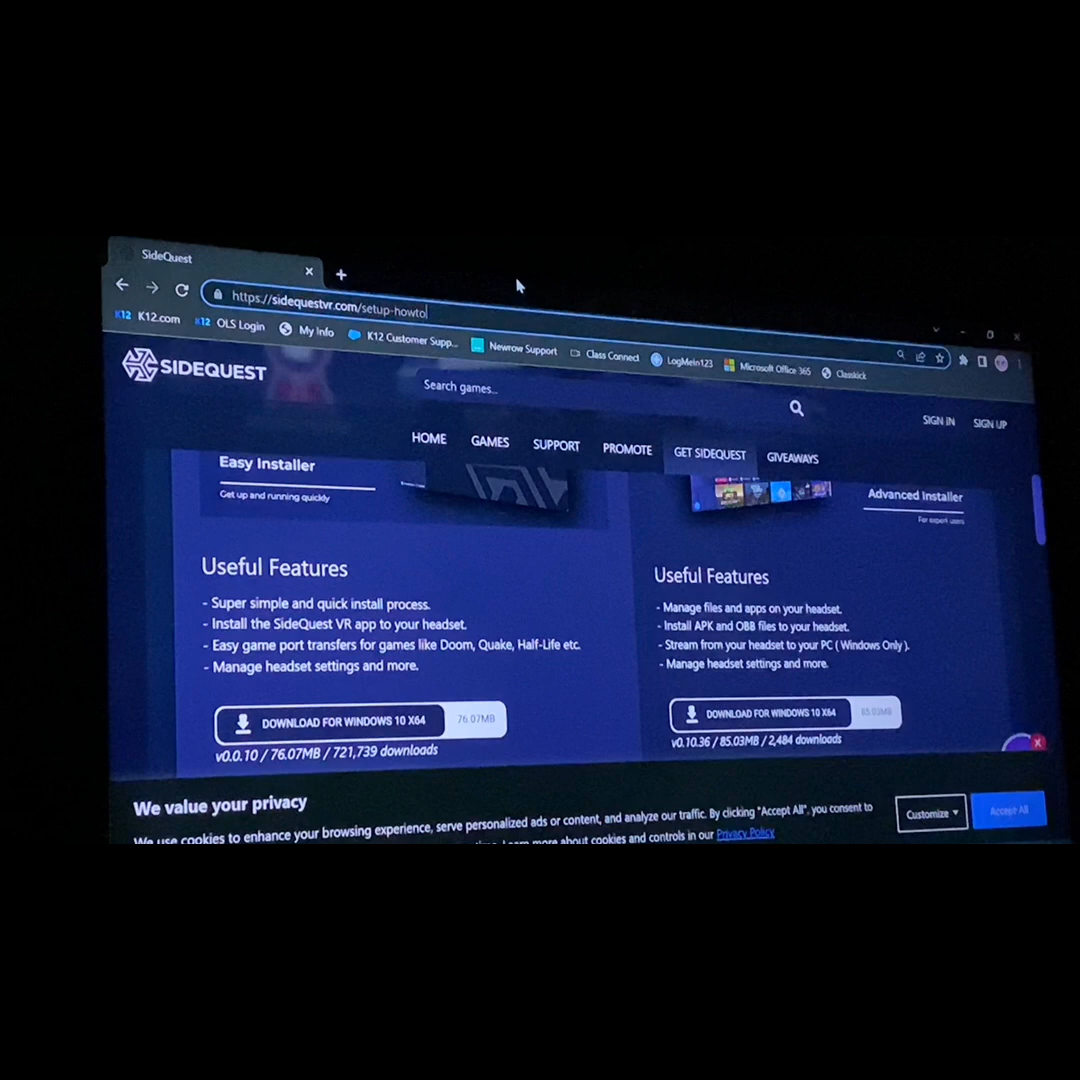 SideQuest
https://sidequestvr.com/setup-howto
K12 K12.com K12 OLS Login My Info K12 Customer Supp... Newrow Support Class Connect LogMein123 Microsoft Office 365 Classkick
SIDEQUEST
Search games...
SIGN IN SIGN UP
HOME GAMES SUPPORT PROMOTE GET SIDEQUEST GIVEAWAYS
Easy Installer
Get up and running quickly
Advanced Installer
For expert users
Useful Features
- Super simple and quick install process.
- Install the SideQuest VR app to your headset.
- Easy game port transfers for games like Doom, Quake, Half-Life etc.
- Manage headset settings and more.
DOWNLOAD FOR WINDOWS 10 X64 76.07MB
v0.0.10 / 76.07MB / 721,739 downloads
Useful Features
- Manage files and apps on your headset.
- Install APK and OBB files to your headset.
- Stream from your headset to your PC ( Windows Only ).
- Manage headset settings and more.
DOWNLOAD FOR WINDOWS 10 X64 85.03MB
v0.10.36 / 85.03MB / 2,484 downloads
We value your privacy
We use cookies to enhance your browsing experience, serve personalized ads or content, and analyze our traffic. By clicking "Accept All", you consent to
more about cookies and controls in our Privacy Policy
Customize
Accept All